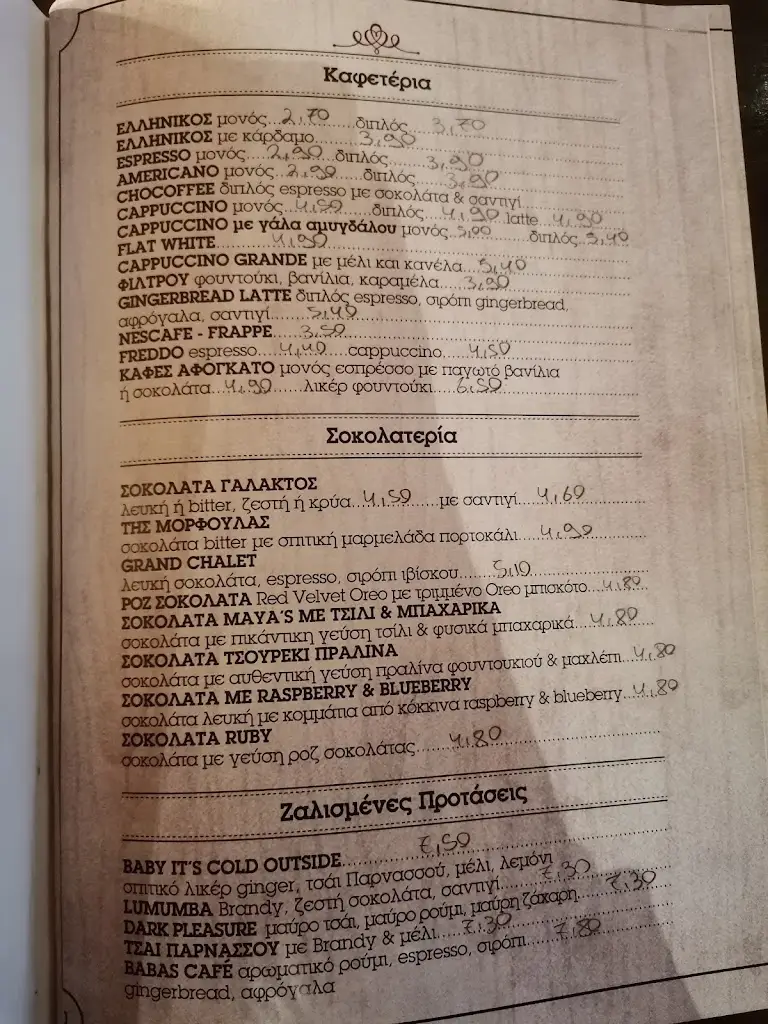 Καφετέρια
ΕΛΛΗΝΙΚΟΣ μονός...2,70......διπλός....3,70
ΕΛΛΗΝΙΚΟΣ με κάρδαμο..........3,90
ESPRESSO μονός....2,90...διπλός.......3,90
AMERICANO μονός...2,90....διπλός.......3,90
CHOCOFFEE διπλός espresso με σοκολάτα & σαντιγί
CAPPUCCINO μονός...4,50......διπλός...4,90 latte...4,90
CAPPUCCINO με γάλα αμυγδάλου μονός..5,00......διπλός..5,40
FLAT WHITE..........4,90
CAPPUCCINO GRANDE με μέλι και κανέλα...5,40
ΦΙΛΤΡΟΥ φουντούκι, βανίλια, καραμέλα....3,90
GINGERBREAD LATTE διπλός espresso, σιρόπι gingerbread,
αφρόγαλα, σαντιγί......5,40
NESCAFE - FRAPPE.....3,50
FREDDO espresso....4,40....cappuccino....4,50
ΚΑΦΕΣ ΑΦΟΓΚΑΤΟ μονός εσπρέσσο με παγωτό βανίλια
ή σοκολάτα...4,90......λικέρ φουντούκι....6,50
Σοκολατερία
ΣΟΚΟΛΑΤΑ ΓΑΛΑΚΤΟΣ
λευκή ή bitter, ζεστή ή κρύα...4,50......με σαντιγί....4,60
ΤΗΣ ΜΟΡΦΟΥΛΑΣ
σοκολάτα bitter με σπιτική μαρμελάδα πορτοκάλι....4,90
GRAND CHALET
λευκή σοκολάτα, espresso, σιρόπι ιβίσκου.......5,10
ΡΟΖ ΣΟΚΟΛΑΤΑ Red Velvet Oreo με τριμμένο Oreo μπισκότο...4,80
ΣΟΚΟΛΑΤΑ MAYA'S ΜΕ ΤΣΙΛΙ & ΜΠΑΧΑΡΙΚΑ
σοκολάτα με πικάντικη γεύση τσίλι & φυσικά μπαχαρικά...4,80
ΣΟΚΟΛΑΤΑ ΤΣΟΥΡΕΚΙ ΠΡΑΛΙΝΑ
σοκολάτα με αυθεντική γεύση πραλίνα φουντουκιού & μαχλέπι...4,80
ΣΟΚΟΛΑΤΑ ΜΕ RASPBERRY & BLUEBERRY
σοκολάτα λευκή με κομμάτια από κόκκινα raspberry & blueberry...4,80
ΣΟΚΟΛΑΤΑ RUBY
σοκολάτα με γεύση ροζ σοκολάτας......4,80
Ζαλισμένες Προτάσεις
BABY IT'S COLD OUTSIDE............7,50
σπιτικό λικέρ ginger, τσάι Παρνασσού, μέλι, λεμόνι
LUMUMBA Brandy, ζεστή σοκολάτα, σαντιγί......7,30
DARK PLEASURE μαύρο τσάι, μαύρο ρούμι, μαύρη ζάχαρη....7,30
ΤΣΑΙ ΠΑΡΝΑΣΣΟΥ με Brandy & μέλι....7,30
BABAS CAFÉ αρωματικό ρούμι, espresso, σιρόπι.....7,80
gingerbread, αφρόγαλα